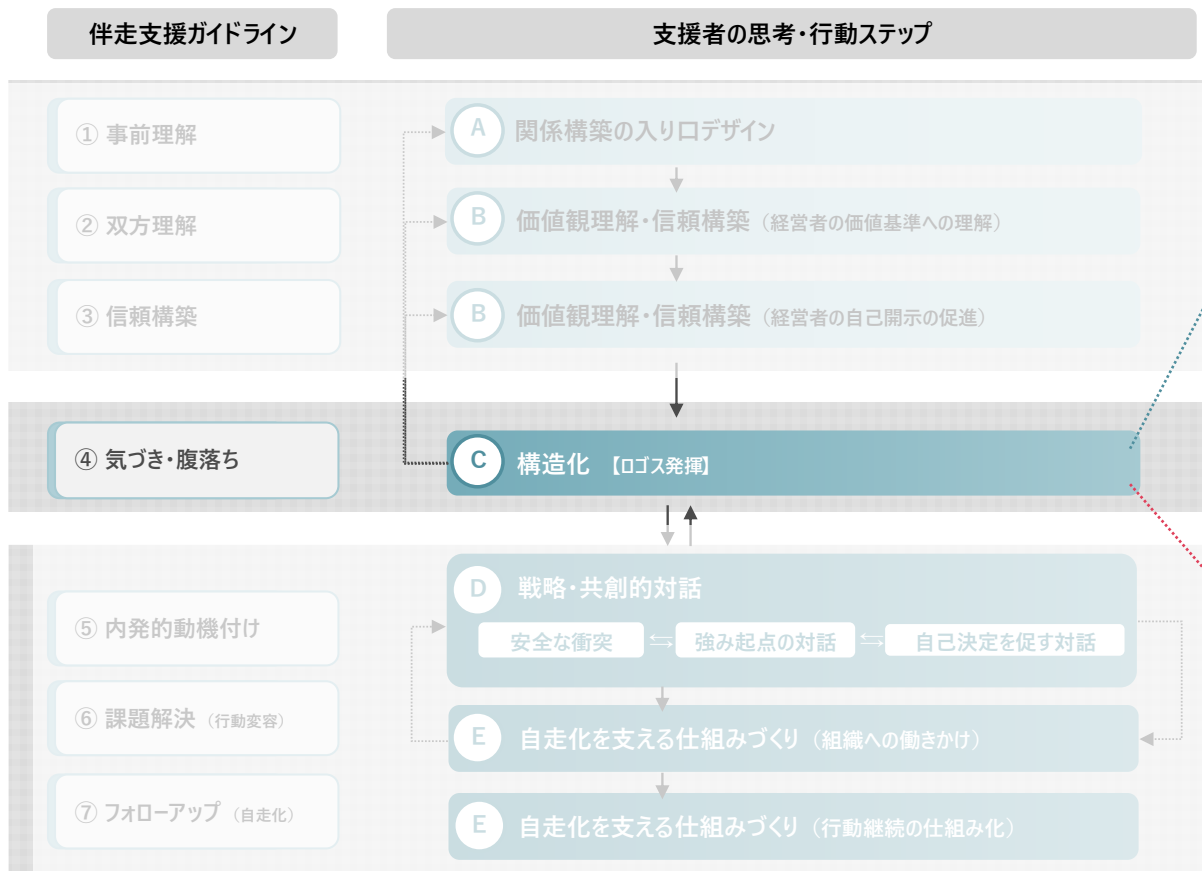 伴走支援ガイドライン
支援者の思考・行動ステップ
① 事前理解
A 関係構築の入り口デザイン
② 双方理解
B 価値観理解・信頼構築（経営者の価値基準への理解）
③ 信頼構築
B 価値観理解・信頼構築（経営者の自己開示の促進）
④ 気づき・腹落ち
C 構造化 【ロゴス発揮】
D 戦略・共創的対話
⑤ 内発的動機付け
安全な衝突 ⇆ 強み起点の対話 ⇆ 自己決定を促す対話
⑥ 課題解決（行動変容）
E 自走化を支える仕組みづくり（組織への働きかけ）
⑦ フォローアップ（自走化）
E 自走化を支える仕組みづくり（行動継続の仕組み化）